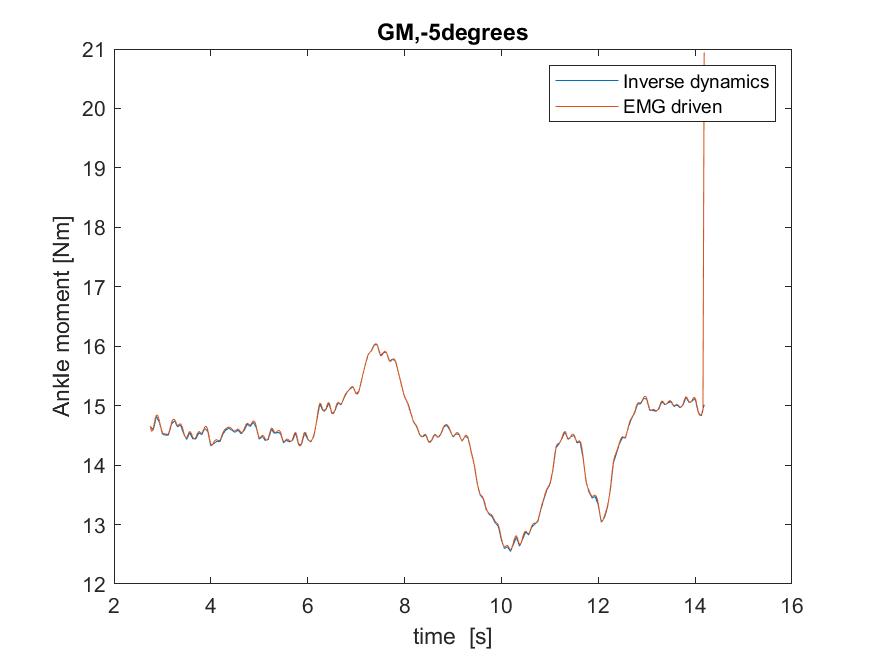 GM,-5degrees
Inverse dynamics
EMG driven
Ankle moment [Nm]
21
20
19
18
17
16
15
14
13
12
2 4 6 8 10 12 14 16
time [s]